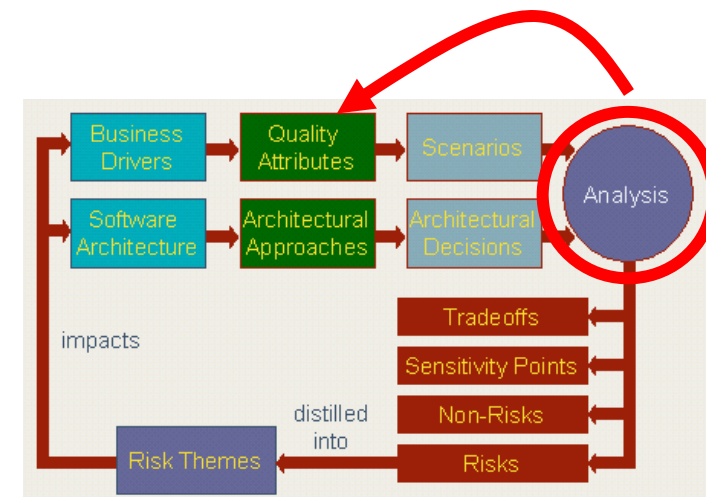 Business
Drivers
Quality
Attributes
Scenarios
Analysis
Software
Architecture
Architectural
Approaches
Architectural
Decisions
Tradeoffs
impacts
Sensitivity Points
distilled
into
Non-Risks
Risk Themes
Risks